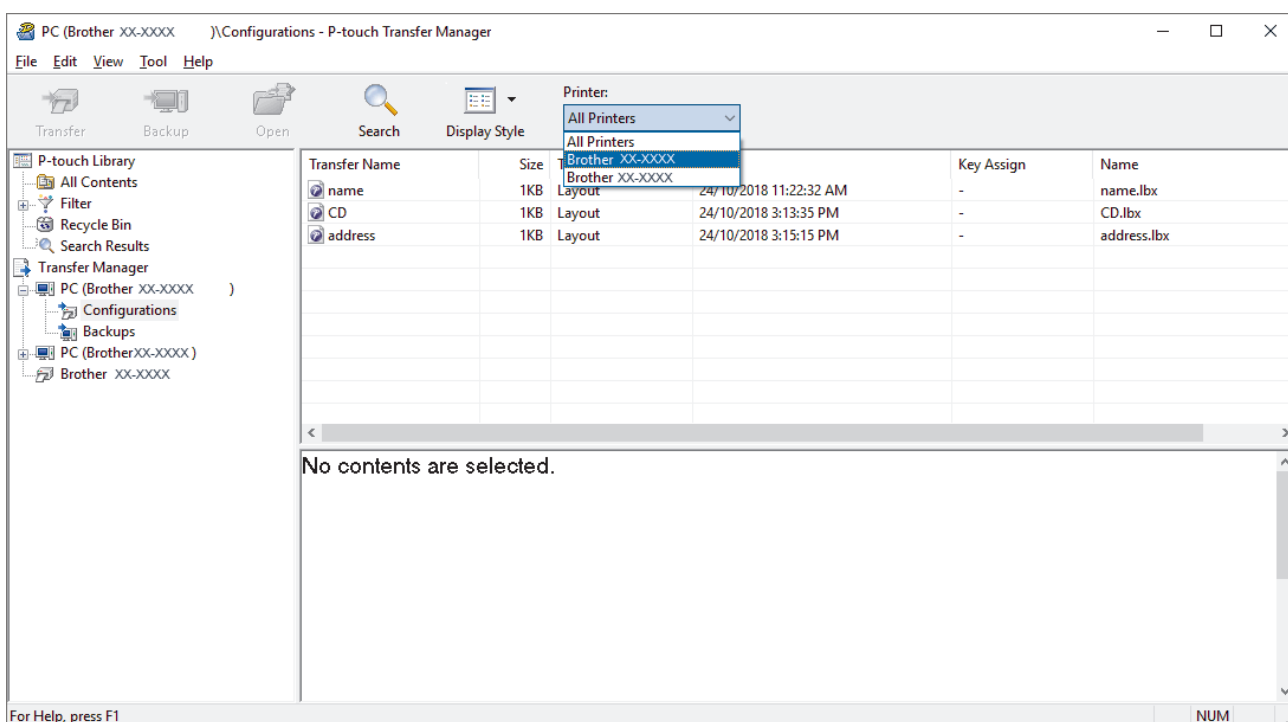 PC (Brother XX-XXXX )\Configurations - P-touch Transfer Manager
File Edit View Tool Help
Transfer Backup Open Search Display Style
Printer:
All Printers
All Printers
Brother XX-XXXX
Brother XX-XXXX
P-touch Library
All Contents
Filter
Recycle Bin
Search Results
Transfer Manager
PC (Brother XX-XXXX )
Configurations
Backups
PC (BrotherXX-XXXX)
Brother XX-XXXX
Transfer Name Size Key Assign Name
name 1KB Layout 24/10/2018 11:22:32 AM - name.lbx
CD 1KB Layout 24/10/2018 3:13:35 PM - CD.lbx
address 1KB Layout 24/10/2018 3:15:15 PM - address.lbx
No contents are selected.
For Help, press F1 NUM